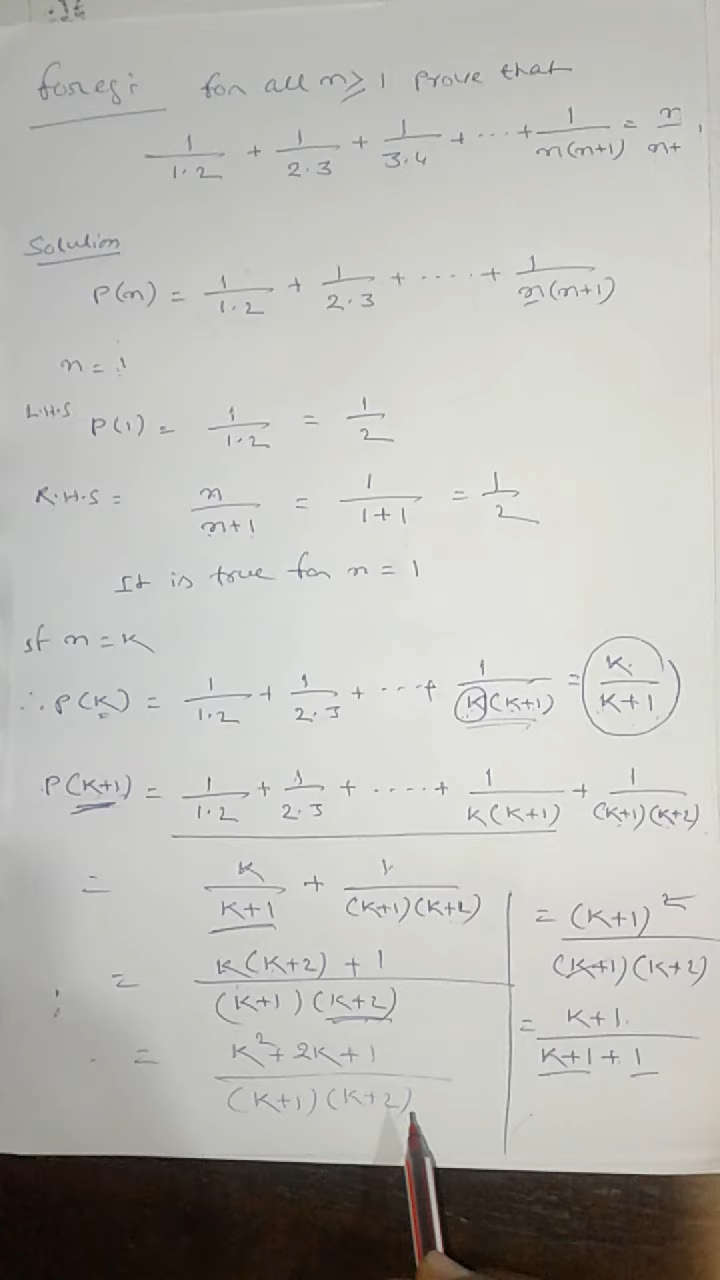 for eg: for all n ≥ 1 prove that
1/1·2 + 1/2·3 + 1/3·4 + ··· + 1/n(n+1) = n/n+1
Solution
P(n) = 1/1·2 + 1/2·3 + ···· + 1/n(n+1)
n = 1
L.H.S P(1) = 1/1·2 = 1/2
R.H.S = n/n+1 = 1/1+1 = 1/2
It is true for n = 1
If n = K
∴ P(K) = 1/1·2 + 1/2·3 + ··· + 1/K(K+1) = K/K+1
P(K+1) = 1/1·2 + 1/2·3 + ···· + 1/K(K+1) + 1/(K+1)(K+2)
= K/K+1 + 1/(K+1)(K+2)
= K(K+2) + 1/(K+1)(K+2)
= K² + 2K + 1/(K+1)(K+2)
= (K+1)²/(K+1)(K+2)
= K+1/K+1+1